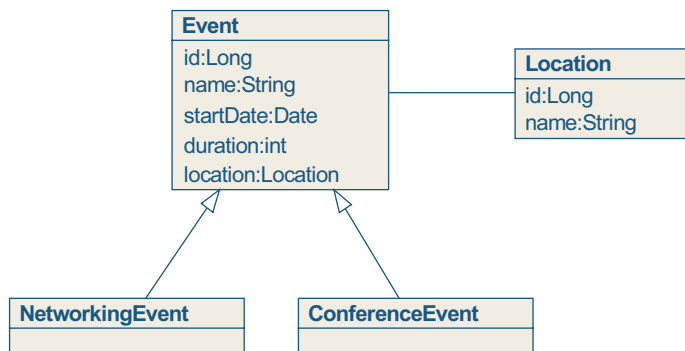 Event
id:Long
name:String
startDate:Date
duration:int
location:Location
Location
id:Long
name:String
NetworkingEvent
ConferenceEvent